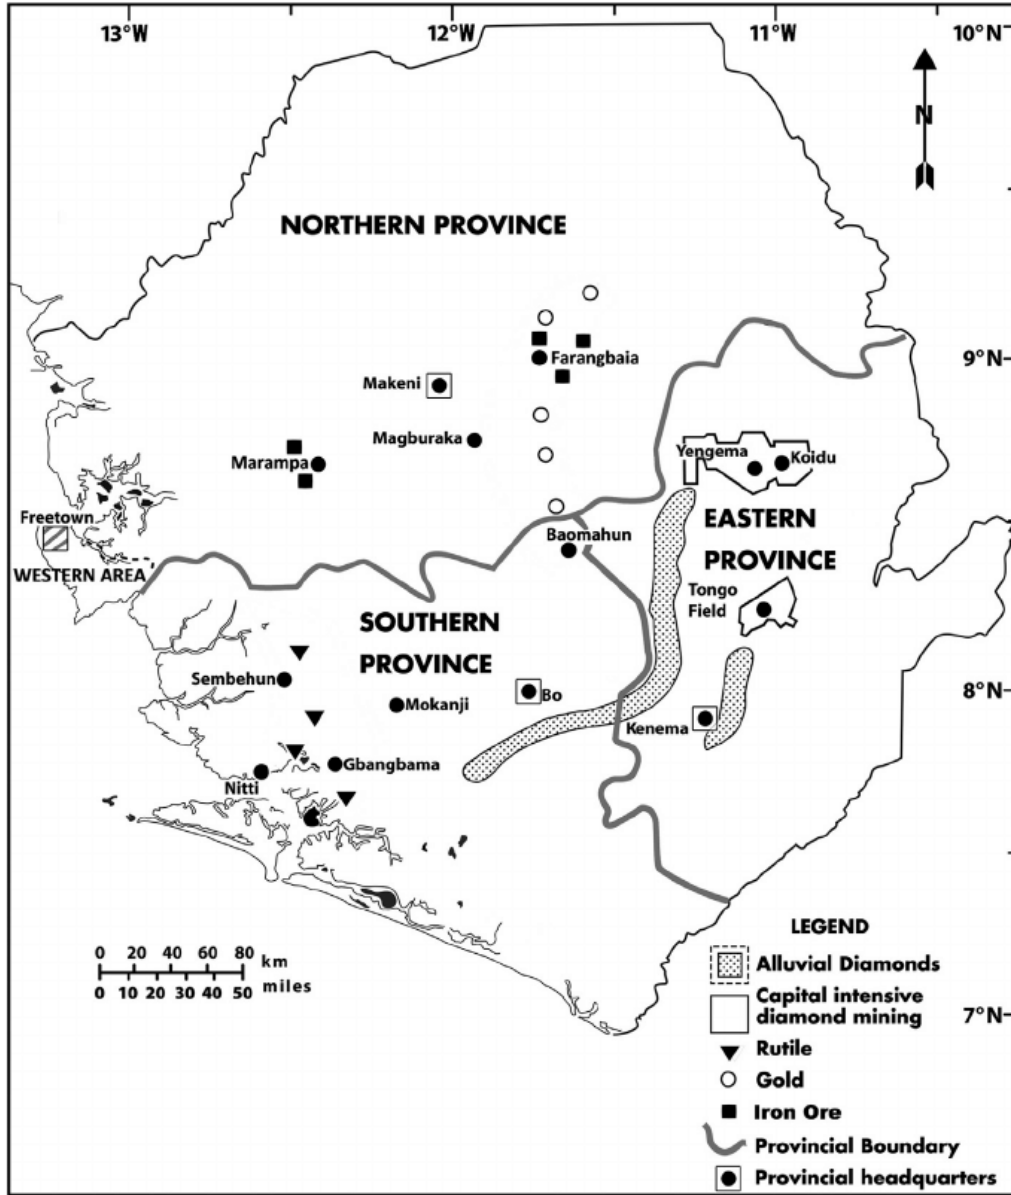 13°W
12°W
11°W
10°N
N
NORTHERN PROVINCE
Farangbaia
9°N
Makeni
Magburaka
Marampa
Yengema
Koidu
Freetown
EASTERN
PROVINCE
Baomahun
WESTERN AREA
Tongo
Field
SOUTHERN
PROVINCE
Sembehun
Bo
8°N
Mokanji
Kenema
Gbangbama
Nitti
LEGEND
0 20 40 60 80 km
0 10 20 30 40 50 miles
Alluvial Diamonds
Capital intensive
diamond mining
7°N
Rutile
Gold
Iron Ore
Provincial Boundary
Provincial headquarters